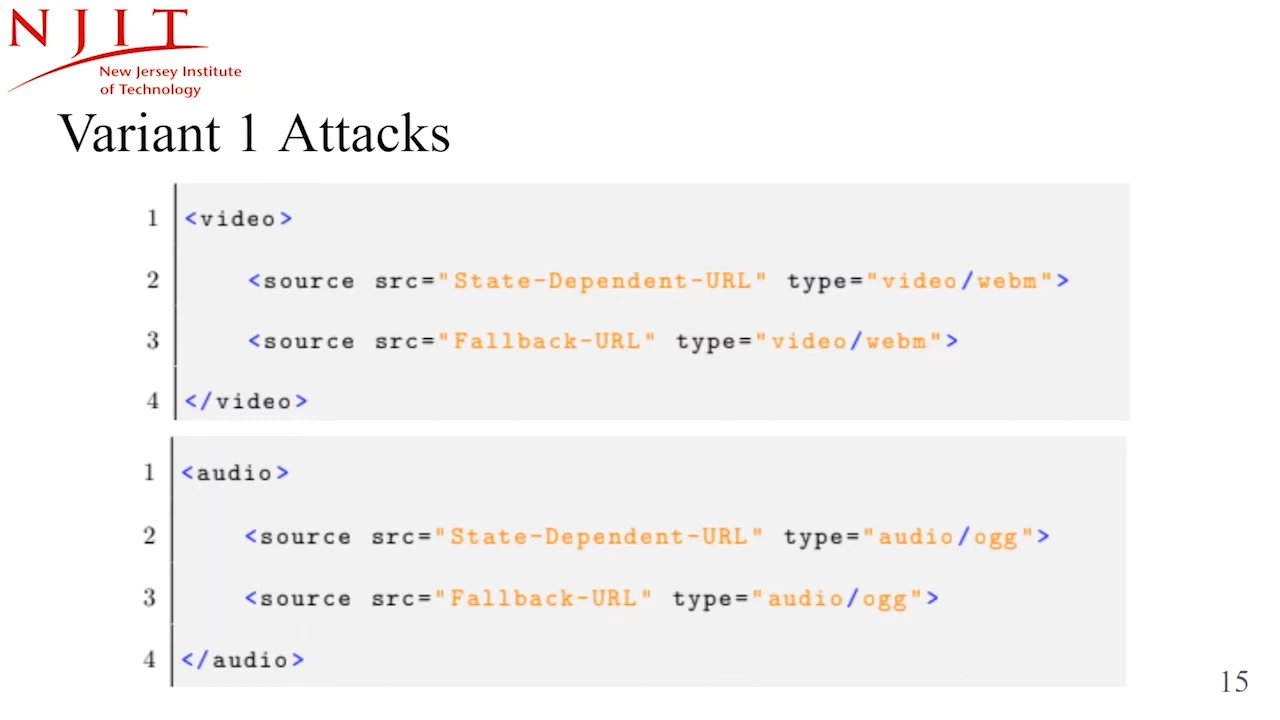 NJIT
New Jersey Institute
of Technology
Variant 1 Attacks
1 <video>
2 <source src="State-Dependent-URL" type="video/webm">
3 <source src="Fallback-URL" type="video/webm">
4 </video>
1 <audio>
2 <source src="State-Dependent-URL" type="audio/ogg">
3 <source src="Fallback-URL" type="audio/ogg">
4 </audio>
15